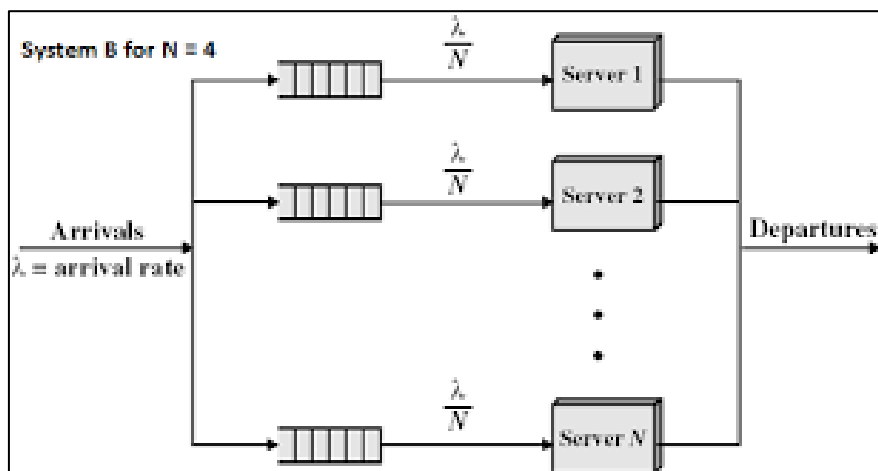 System B for N = 4
λ/N
Server 1
λ/N
Server 2
Arrivals
λ = arrival rate
Departures
λ/N
Server N